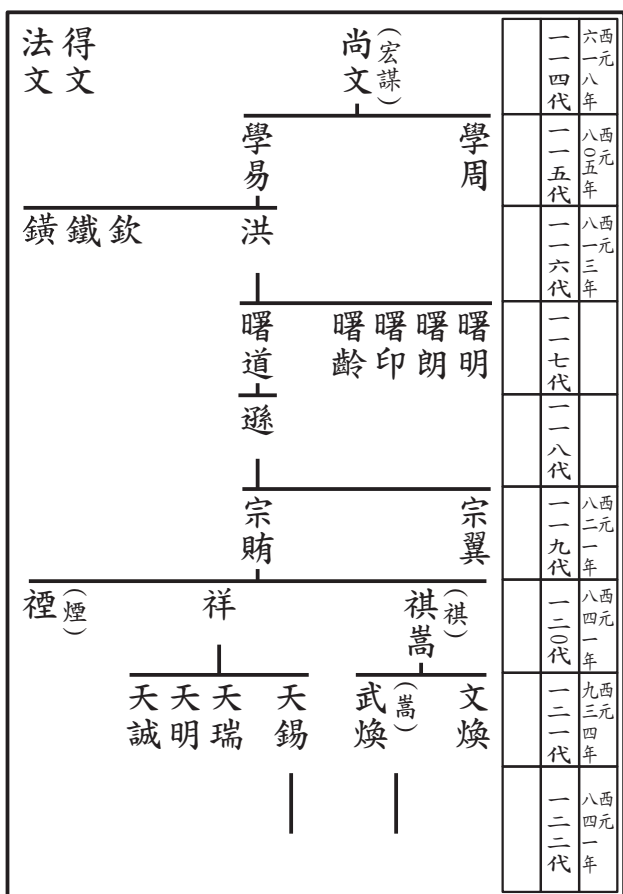 西元六一八年
一一四代
尚文(宏謀)
得文
法文
西元八〇五年
一一五代
學周
學易
西元八一三年
一一六代
洪
欽
鐵
鐄
一一七代
曙明
曙朗
曙印
曙齡
曙道
一一八代
遜
西元八二一年
一一九代
宗翼
宗賄
西元八四一年
一二〇代
祺嵩(祺)
祥
禋(煙)
西元九三四年
一二一代
文煥
武煥(嵩)
天錫
天瑞
天明
天誠
西元八四一年
一二二代